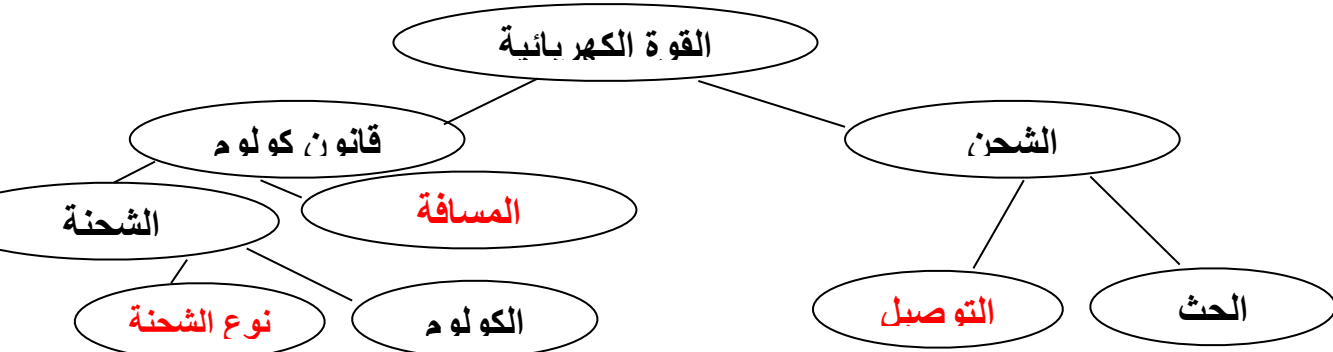 القوة الكهربائية
قانون كولوم
الشحن
المسافة
الشحنة
التوصيل
الحث
نوع الشحنة
الكولوم